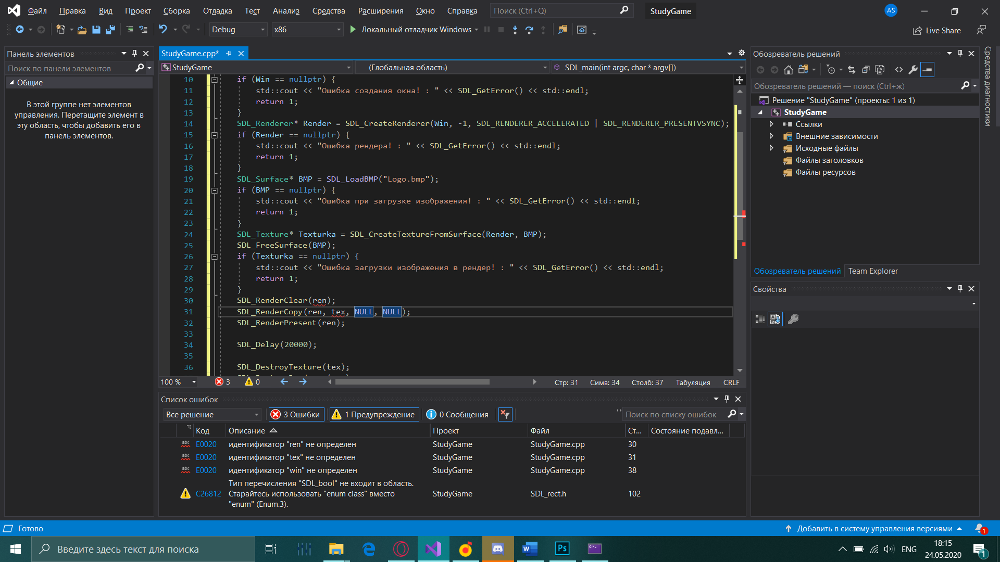 Файл Правка Вид Проект Сборка Отладка Тест Анализ Средства Расширения Окно Справка Поиск (Ctrl+Q) StudyGame AS
Debug x86 Локальный отладчик Windows Live Share
Панель элементов
Поиск по панели элементов
Общие
В этой группе нет элементов
управления. Перетащите элемент в
эту область, чтобы добавить его в
панель элементов.
StudyGame.cpp*
StudyGame (Глобальная область) SDL_main(int argc, char * argv[])
10 if (Win == nullptr) {
11 std::cout << "Ошибка создания окна! : " << SDL_GetError() << std::endl;
12 return 1;
13 }
14 SDL_Renderer* Render = SDL_CreateRenderer(Win, -1, SDL_RENDERER_ACCELERATED | SDL_RENDERER_PRESENTVSYNC);
15 if (Render == nullptr) {
16 std::cout << "Ошибка рендера! : " << SDL_GetError() << std::endl;
17 return 1;
18 }
19 SDL_Surface* BMP = SDL_LoadBMP("Logo.bmp");
20 if (BMP == nullptr) {
21 std::cout << "Ошибка при загрузке изображения! : " << SDL_GetError() << std::endl;
22 return 1;
23 }
24 SDL_Texture* Texturka = SDL_CreateTextureFromSurface(Render, BMP);
25 SDL_FreeSurface(BMP);
26 if (Texturka == nullptr) {
27 std::cout << "Ошибка загрузки изображения в рендер! : " << SDL_GetError() << std::endl;
28 return 1;
29 }
30 SDL_RenderClear(ren);
31 SDL_RenderCopy(ren, tex, NULL, NULL);
32 SDL_RenderPresent(ren);
33
34 SDL_Delay(20000);
35
36 SDL_DestroyTexture(tex);
100 % 3 0 Стр: 31 Симв: 34 Столб: 37 Табуляция CRLF
Список ошибок
Все решение 3 Ошибки 1 Предупреждение 0 Сообщения Поиск по списку ошибок
Код Описание Проект Файл Ст... Состояние подавл...
abc E0020 идентификатор "ren" не определен StudyGame StudyGame.cpp 30
abc E0020 идентификатор "tex" не определен StudyGame StudyGame.cpp 31
abc E0020 идентификатор "win" не определен StudyGame StudyGame.cpp 38
Тип перечисления "SDL_bool" не входит в область.
C26812 Старайтесь использовать "enum class" вместо StudyGame SDL_rect.h 102
"enum" (Enum.3).
Обозреватель решений
Обозреватель решений — поиск (Ctrl+ж)
Решение "StudyGame" (проекты: 1 из 1)
StudyGame
Ссылки
Внешние зависимости
Исходные файлы
Файлы заголовков
Файлы ресурсов
Обозреватель решений Team Explorer
Свойства
Средства диагностики
Готово Добавить в систему управления версиями 1
Введите здесь текст для поиска Ps ENG 18:15 1
24.05.2020